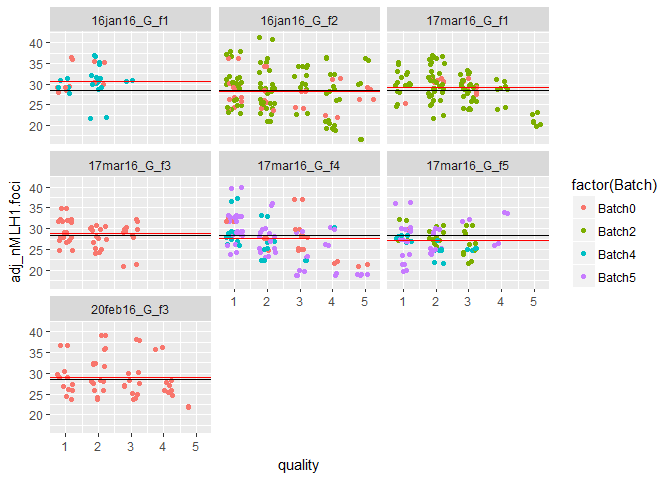 16jan16_G_f1 16jan16_G_f2 17mar16_G_f1
40
35
30
25
20
17mar16_G_f3 17mar16_G_f4 17mar16_G_f5
40
35
30
25
20
1 2 3 4 5 1 2 3 4 5
20feb16_G_f3
40
35
30
25
20
1 2 3 4 5
adj_nMLH1.foci
quality
factor(Batch)
Batch0
Batch2
Batch4
Batch5